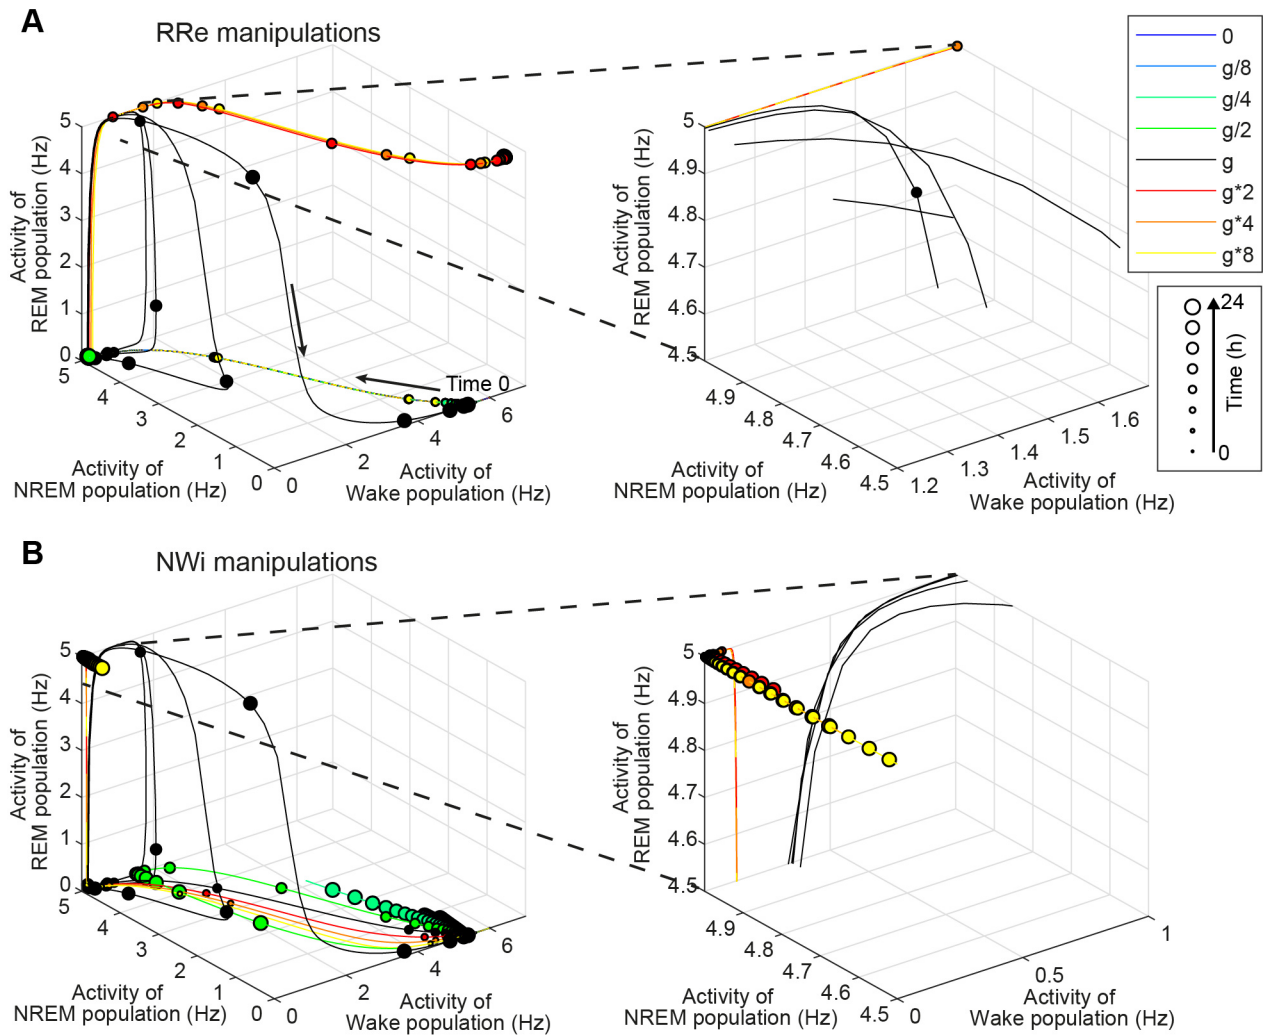 A
RRe manipulations
5
4
3
2
1
0
Activity of
REM population (Hz)
5
4
3
2
1
0
Activity of
NREM population (Hz)
0
2
4
6
Activity of
Wake population (Hz)
Time 0
5
4.9
4.8
4.7
4.6
4.5
Activity of
REM population (Hz)
4.9
4.8
4.7
4.6
4.5
Activity of
NREM population (Hz)
1.2
1.3
1.4
1.5
1.6
Activity of
Wake population (Hz)
0
g/8
g/4
g/2
g
g*2
g*4
g*8
24
Time (h)
0
B
NWi manipulations
5
4
3
2
1
0
Activity of
REM population (Hz)
5
4
3
2
1
0
Activity of
NREM population (Hz)
0
2
4
6
Activity of
Wake population (Hz)
5
4.9
4.8
4.7
4.6
4.5
Activity of
REM population (Hz)
4.9
4.8
4.7
4.6
4.5
Activity of
NREM population (Hz)
0
0.5
1
Activity of
Wake population (Hz)